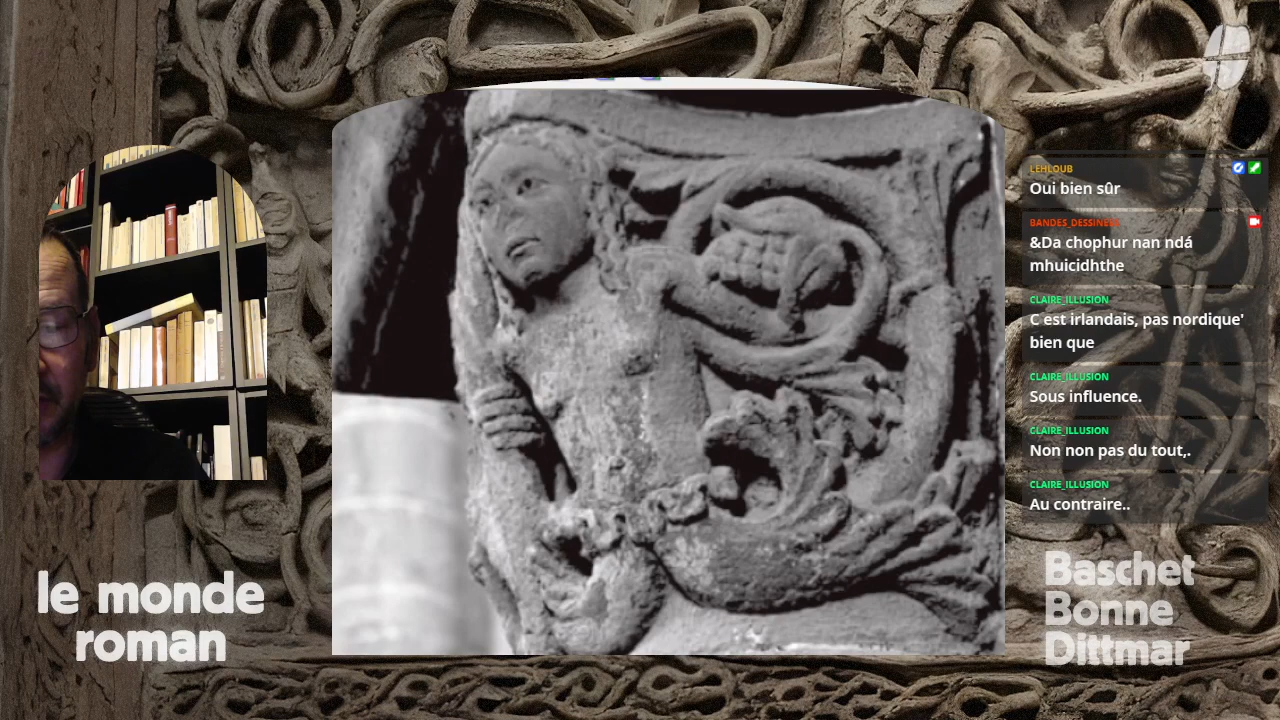 LEHLOUB
Oui bien sûr
BANDES_DESSINEES
&Da chophur nan ndá
mhuicidhthe
CLAIRE_ILLUSION
C est irlandais, pas nordique'
bien que
CLAIRE_ILLUSION
Sous influence.
CLAIRE_ILLUSION
Non non pas du tout,.
CLAIRE_ILLUSION
Au contraire..
le monde
roman
Baschet
Bonne
Dittmar